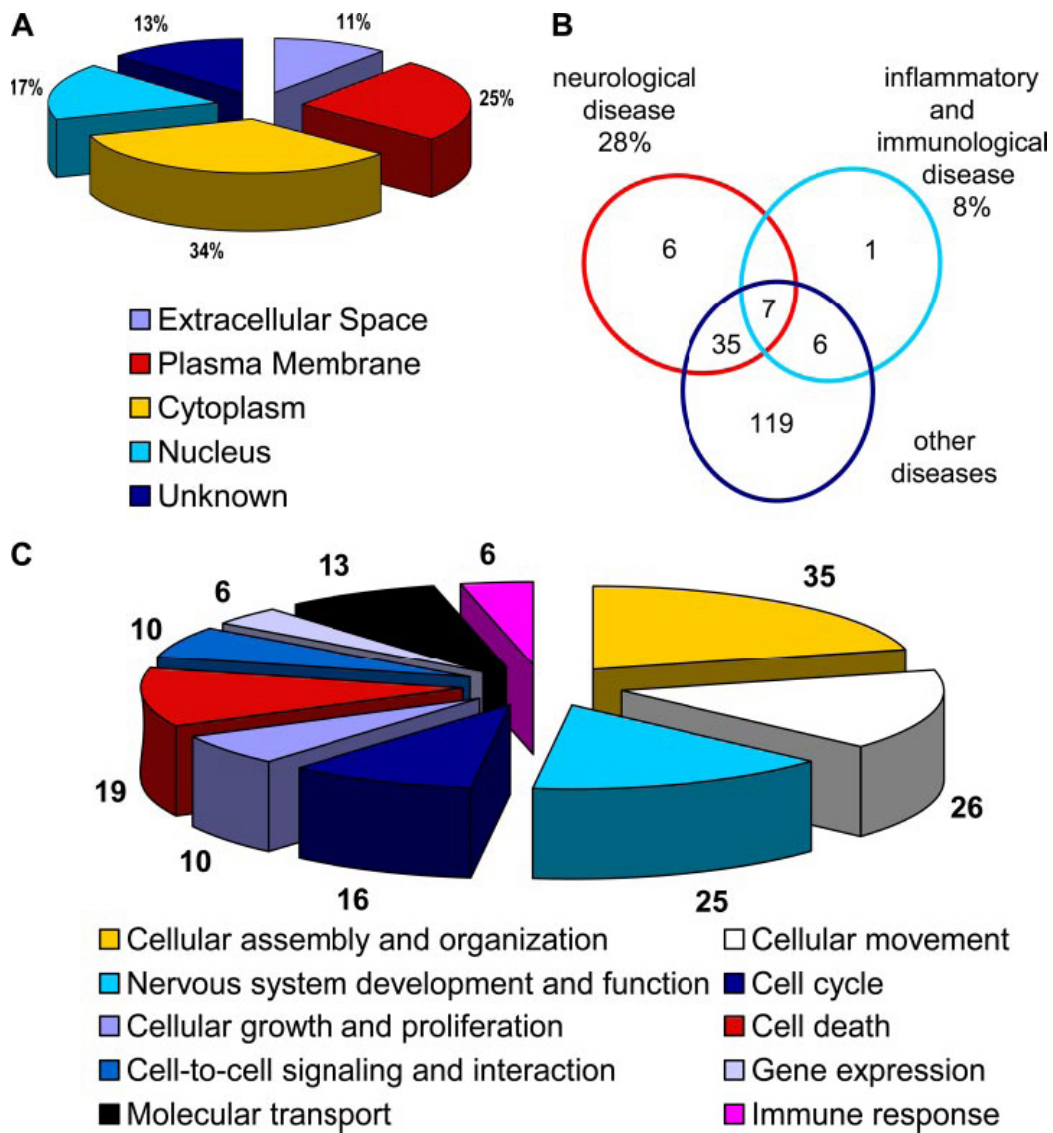 A
13%
11%
17%
25%
34%
Extracellular Space
Plasma Membrane
Cytoplasm
Nucleus
Unknown
B
neurological
disease
28%
inflammatory
and
immunological
disease
8%
6
1
7
35
6
119
other
diseases
C
6
13
35
6
10
19
10
16
25
26
Cellular assembly and organization
Cellular movement
Nervous system development and function
Cell cycle
Cellular growth and proliferation
Cell death
Cell-to-cell signaling and interaction
Gene expression
Molecular transport
Immune response